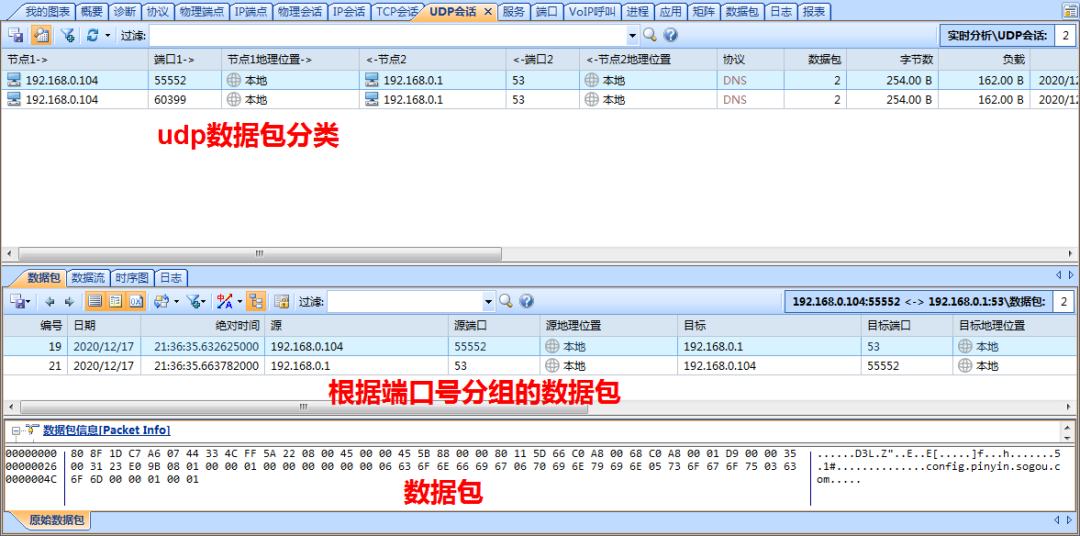 我的图表 概要 诊断 协议 物理端点 IP端点 物理会话 IP会话 TCP会话 UDP会话 服务 端口 VoIP呼叫 进程 应用 矩阵 数据包 日志 报表
过滤: 实时分析\UDP会话: 2
节点1-> 端口1-> 节点1地理位置-> <-节点2 <-端口2 <-节点2地理位置 协议 数据包 字节数 负载
192.168.0.104 55552 本地 192.168.0.1 53 本地 DNS 2 254.00 B 162.00 B 2020/12
192.168.0.104 60399 本地 192.168.0.1 53 本地 DNS 2 254.00 B 162.00 B 2020/12
udp数据包分类
数据包 数据流 时序图 日志
过滤: 192.168.0.104:55552 <-> 192.168.0.1:53\数据包: 2
编号 日期 绝对时间 源 源端口 源地理位置 目标 目标端口 目标地理位置
19 2020/12/17 21:36:35.632625000 192.168.0.104 55552 本地 192.168.0.1 53 本地
21 2020/12/17 21:36:35.663782000 192.168.0.1 53 本地 192.168.0.104 55552 本地
根据端口号分组的数据包
数据包信息[Packet Info]
00000000 80 8F 1D C7 A6 07 44 33 4C FF 5A 22 08 00 45 00 00 45 5B 88 00 00 80 11 5D 66 C0 A8 00 68 C0 A8 00 01 D9 00 00 35 ......D3L.Z"..E..E[.....]f...h.......5
00000026 00 31 23 E0 9B 08 01 00 00 01 00 00 00 00 00 00 06 63 6F 6E 66 69 67 06 70 69 6E 79 69 6E 05 73 6F 67 6F 75 03 63 .1#..............config.pinyin.sogou.c
0000004C 6F 6D 00 00 01 00 01 om.....
数据包
原始数据包